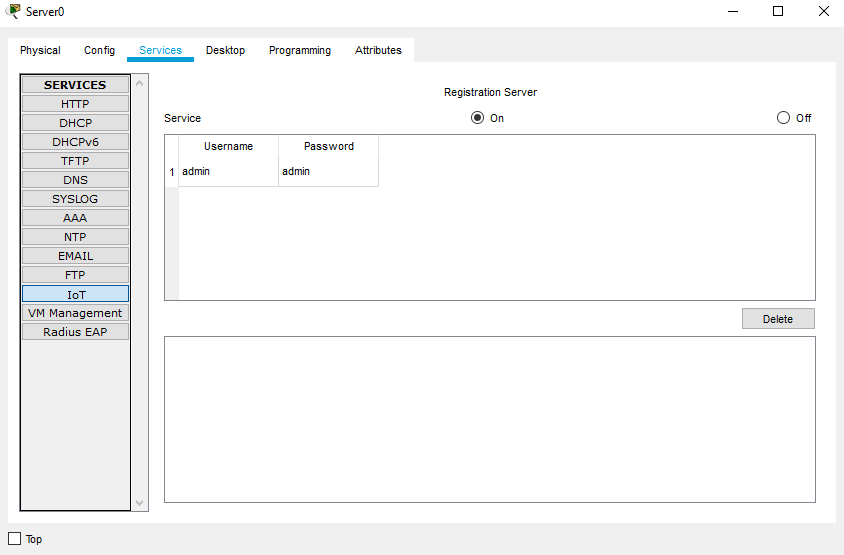 Server0
Physical Config Services Desktop Programming Attributes
SERVICES
HTTP
DHCP
DHCPv6
TFTP
DNS
SYSLOG
AAA
NTP
EMAIL
FTP
IoT
VM Management
Radius EAP
Registration Server
Service On Off
Username Password
1 admin admin
Delete
Top